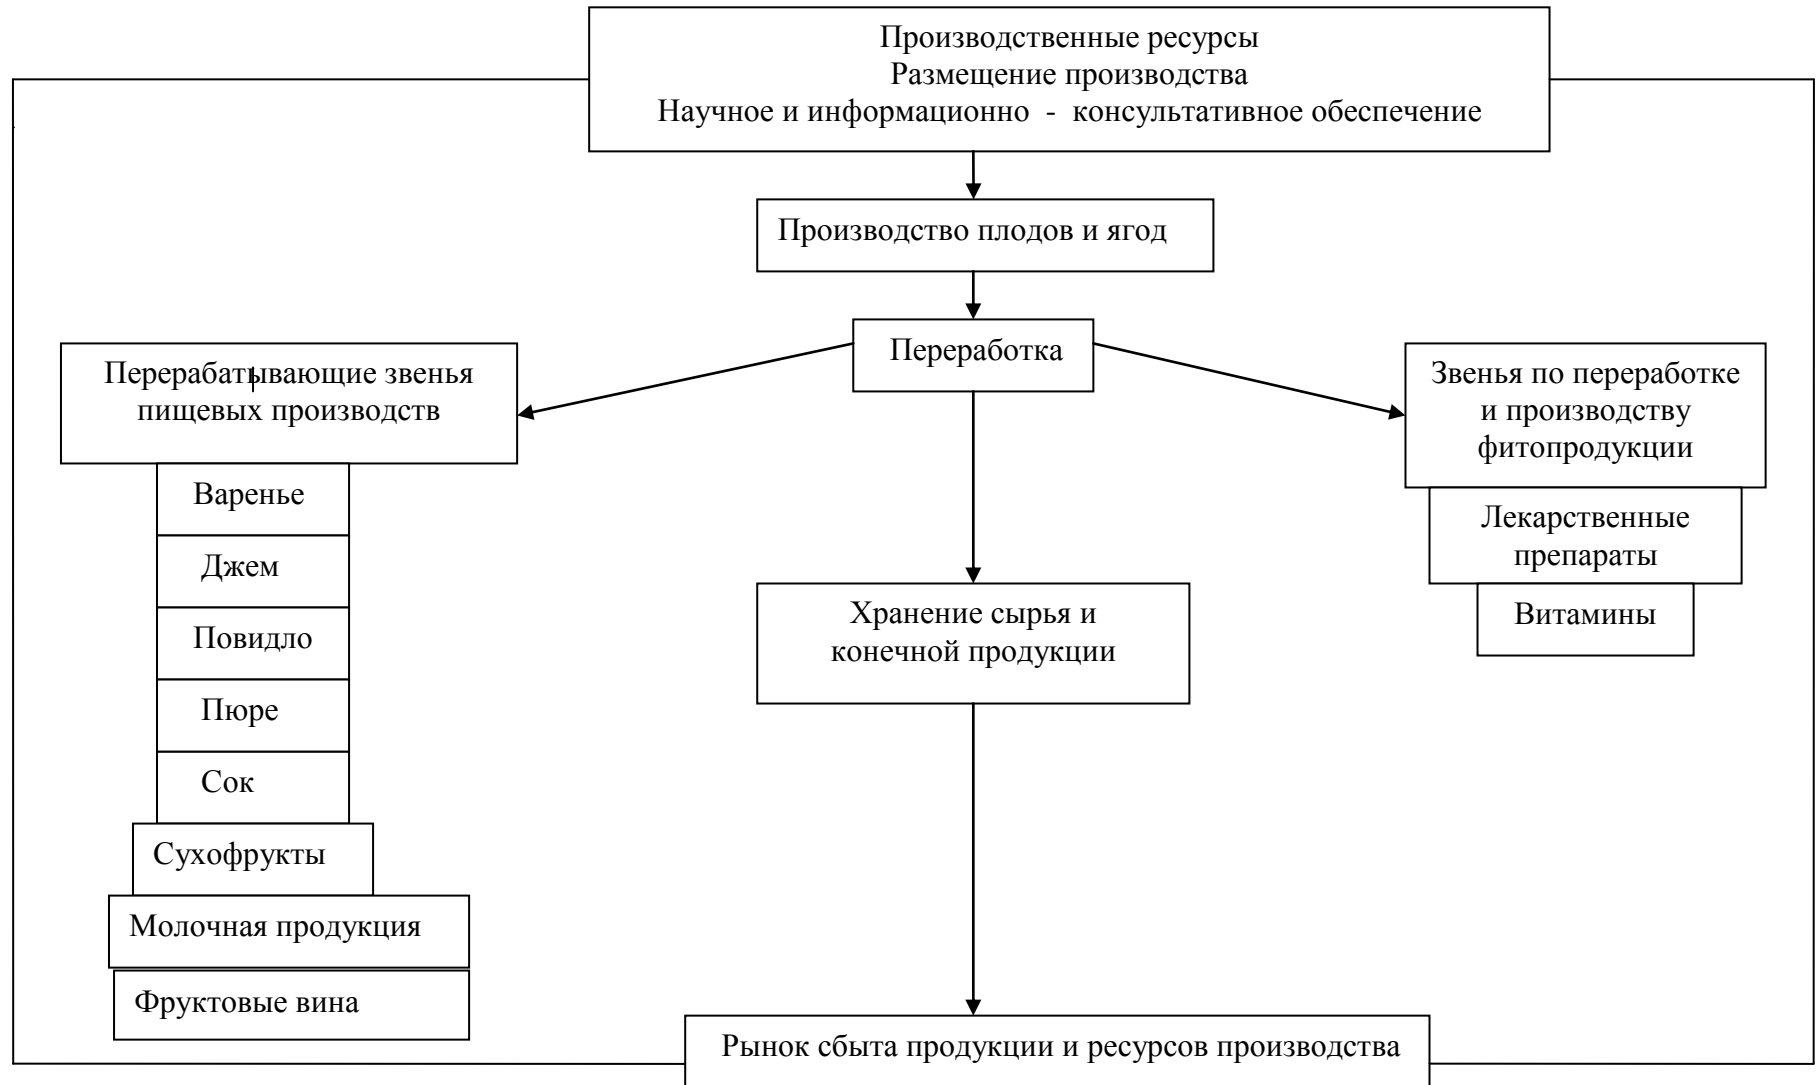 Производственные ресурсы
Размещение производства
Научное и информационно - консультативное обеспечение
Производство плодов и ягод
Переработка
Перерабатывающие звенья
пищевых производств
Варенье
Джем
Повидло
Пюре
Сок
Сухофрукты
Молочная продукция
Фруктовые вина
Хранение сырья и
конечной продукции
Звенья по переработке
и производству
фитопродукции
Лекарственные
препараты
Витамины
Рынок сбыта продукции и ресурсов производства